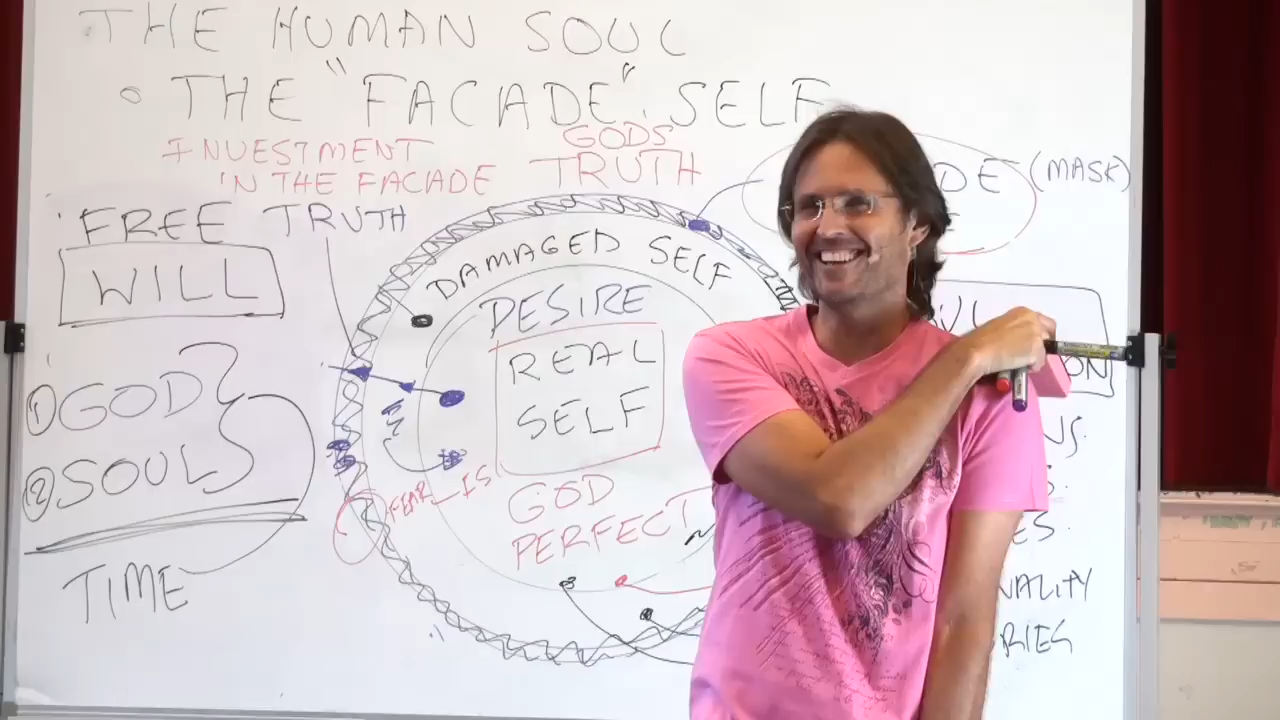 THE HUMAN SOUL
THE "FACADE" SELF
INVESTMENT
IN THE FACADE
GODS
TRUTH
(MASK)
FREE TRUTH
WILL
DAMAGED SELF
DESIRE
REAL
SELF
① GOD
② SOUL
FEAR IS
GOD
PERFECT
TIME